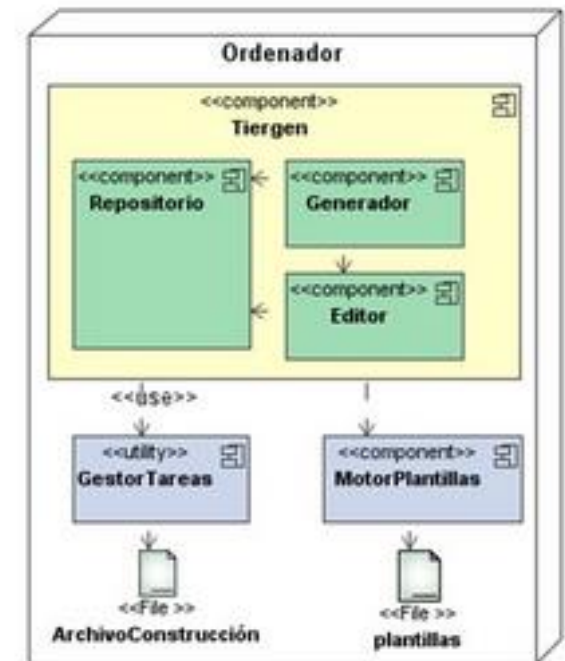 Ordenador
<<component>>
Tiergen
<<component>>
Repositorio
<<component>>
Generador
<<component>>
Editor
<<use>>
<<utility>>
GestorTareas
<<component>>
MotorPlantillas
<<File >>
ArchivoConstrucción
<<File >>
plantillas